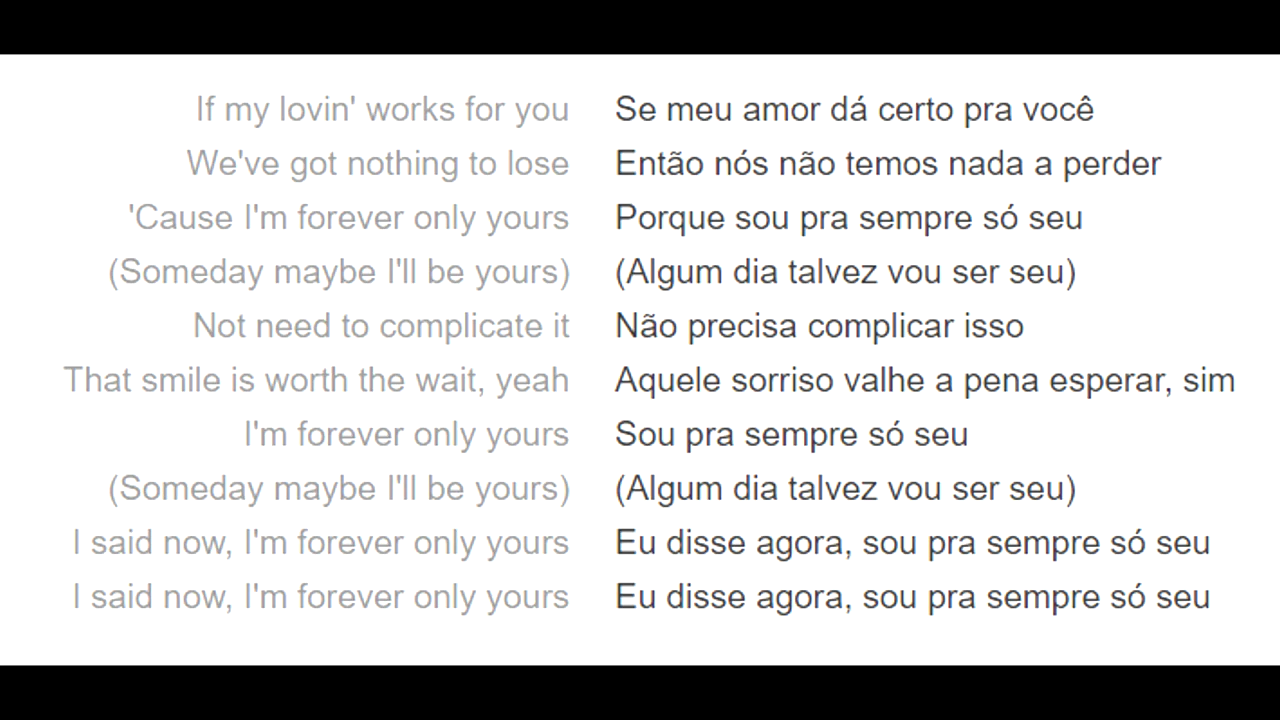 If my lovin' works for you Se meu amor dá certo pra você
We've got nothing to lose Então nós não temos nada a perder
'Cause I'm forever only yours Porque sou pra sempre só seu
(Someday maybe I'll be yours) (Algum dia talvez vou ser seu)
Not need to complicate it Não precisa complicar isso
That smile is worth the wait, yeah Aquele sorriso valhe a pena esperar, sim
I'm forever only yours Sou pra sempre só seu
(Someday maybe I'll be yours) (Algum dia talvez vou ser seu)
I said now, I'm forever only yours Eu disse agora, sou pra sempre só seu
I said now, I'm forever only yours Eu disse agora, sou pra sempre só seu